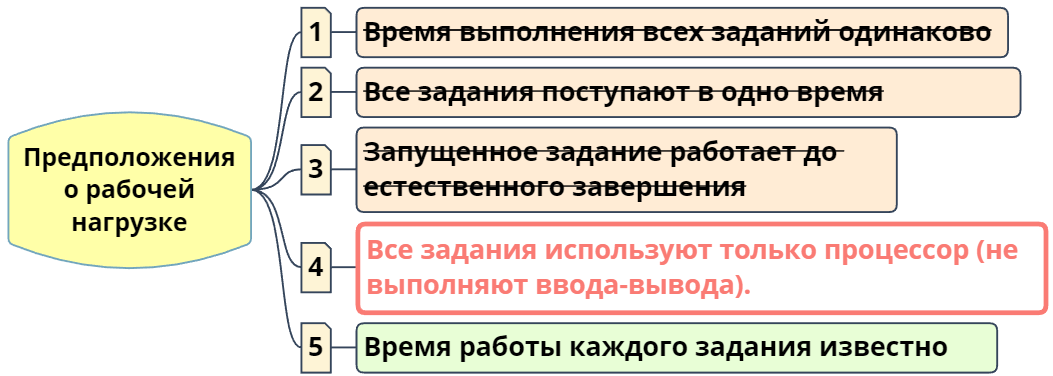 Предположения
о рабочей
нагрузке
1
Время выполнения всех заданий одинаково
2
Все задания поступают в одно время
3
Запущенное задание работает до
естественного завершения
4
Все задания используют только процессор (не
выполняют ввода-вывода).
5
Время работы каждого задания известно